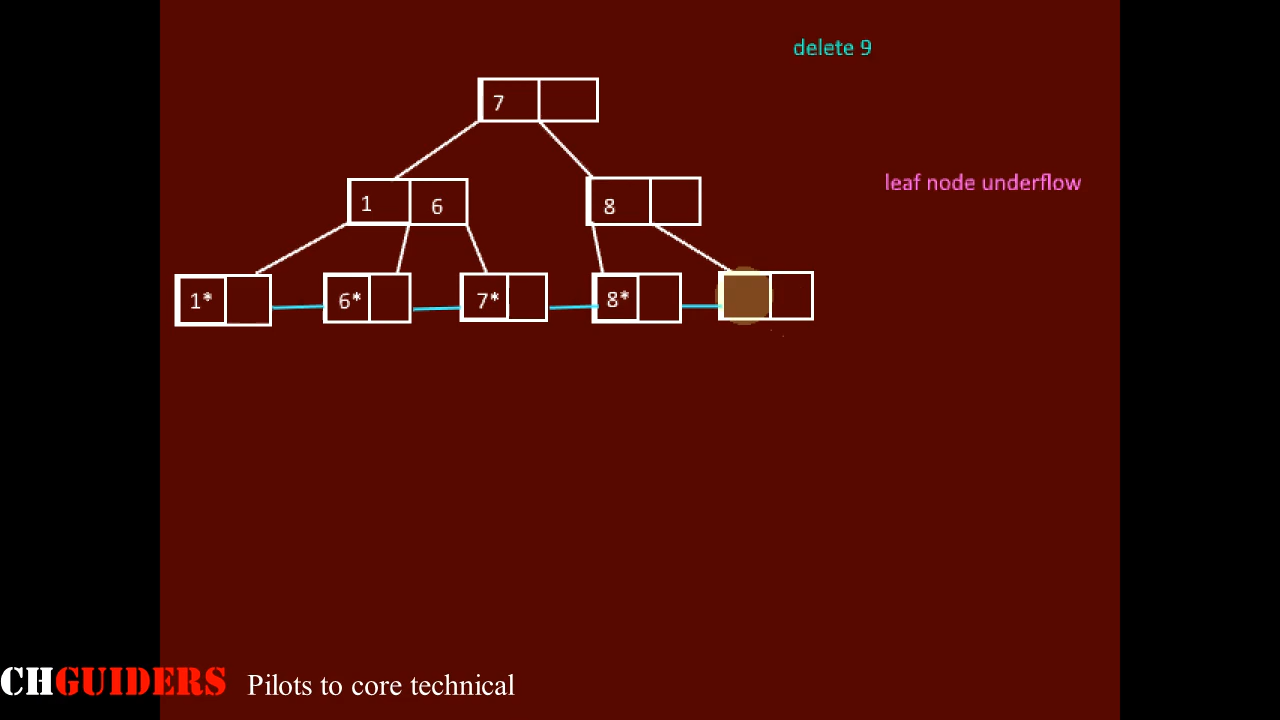 delete 9
7
leaf node underflow
1 6 8
1* 6* 7* 8*
CHGUIDERS Pilots to core technical